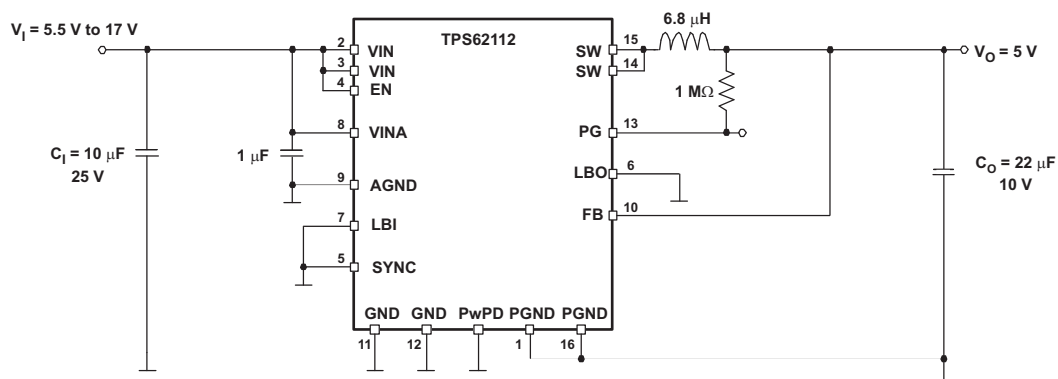 V_I = 5.5 V to 17 V
TPS62112
6.8 μH
2 VIN
3 VIN
4 EN
8 VINA
9 AGND
7 LBI
5 SYNC
SW 15
SW 14
PG 13
LBO 6
FB 10
V_O = 5 V
1 MΩ
C_I = 10 μF
25 V
1 μF
C_O = 22 μF
10 V
GND GND PwPD PGND PGND
11 12 1 16